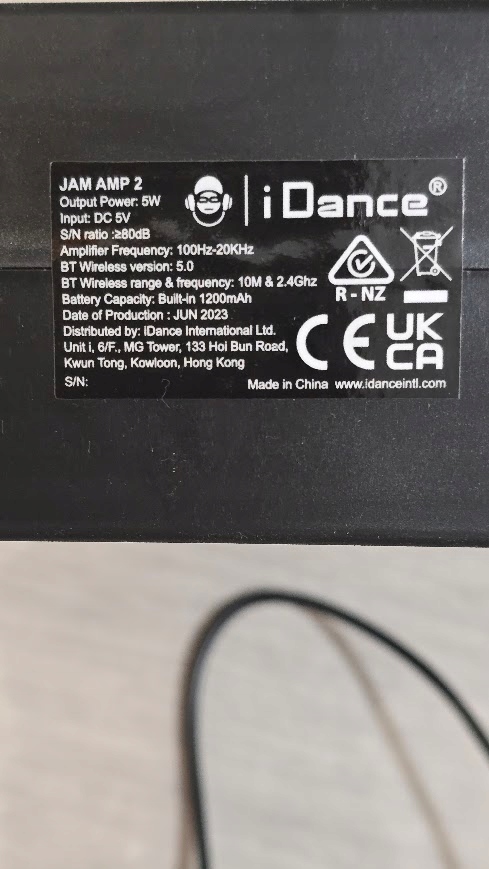 JAM AMP 2
Output Power: 5W
Input: DC 5V
S/N ratio :≥80dB
Amplifier Frequency: 100Hz-20KHz
BT Wireless version: 5.0
BT Wireless range & frequency: 10M & 2.4Ghz
Battery Capacity: Built-in 1200mAh
Date of Production : JUN 2023
Distributed by: iDance International Ltd.
Unit i, 6/F., MG Tower, 133 Hoi Bun Road,
Kwun Tong, Kowloon, Hong Kong
S/N:
iDance®
R-NZ
CE UK
CA
Made in China www.idanceintl.com